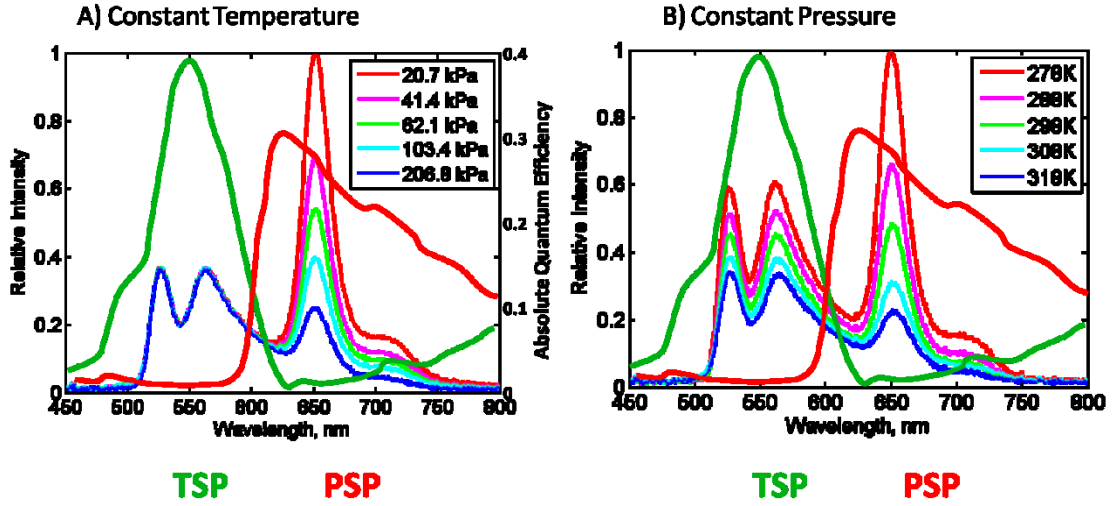 A) Constant Temperature
B) Constant Pressure
1
0.8
0.6
0.4
0.2
0
Relative Intensity
20.7 kPa
41.4 kPa
62.1 kPa
103.4 kPa
206.8 kPa
0.4
0.3
0.2
0.1
0
Absolute Quantum Efficiency
450 500 550 600 650 700 750 800
Wavelength, nm
1
0.8
0.6
0.4
0.2
0
Relative Intensity
278K
288K
298K
308K
318K
450 500 550 600 650 700 750 800
Wavelength, nm
TSP PSP
TSP PSP